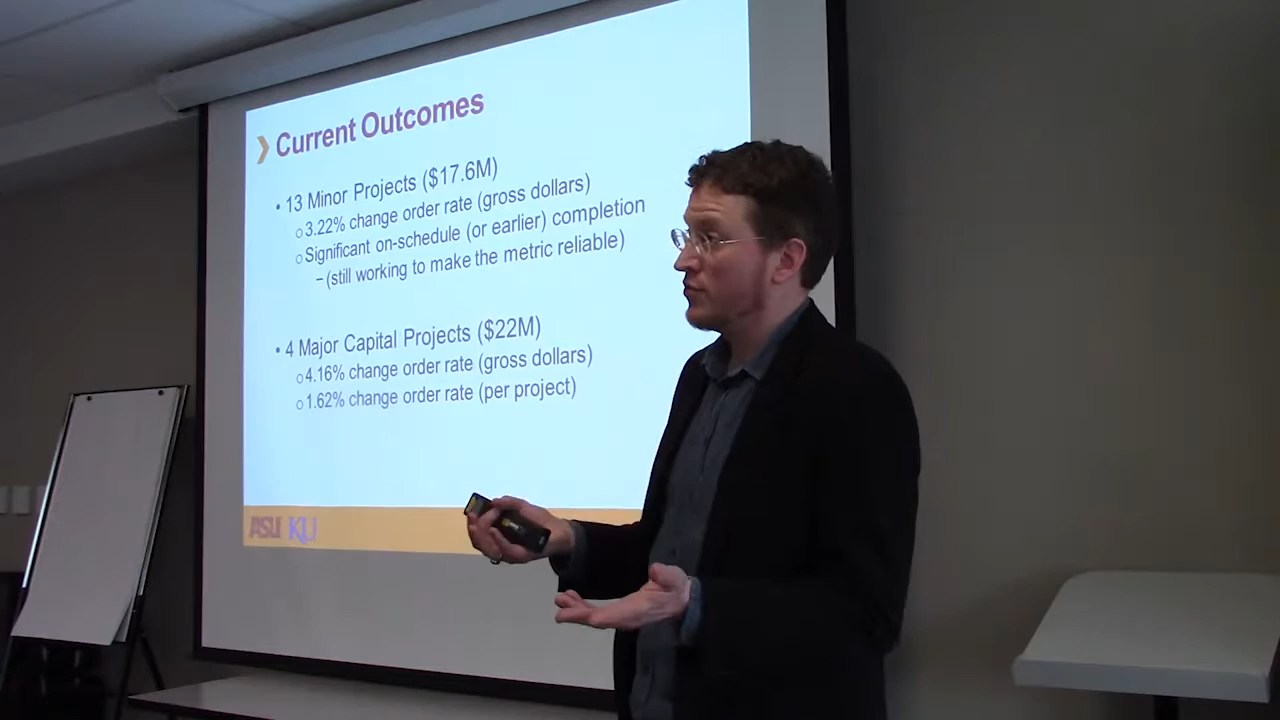 Current Outcomes
• 13 Minor Projects ($17.6M)
o 3.22% change order rate (gross dollars)
o Significant on-schedule (or earlier) completion
– (still working to make the metric reliable)
• 4 Major Capital Projects ($22M)
o 4.16% change order rate (gross dollars)
o 1.62% change order rate (per project)
ASU KU